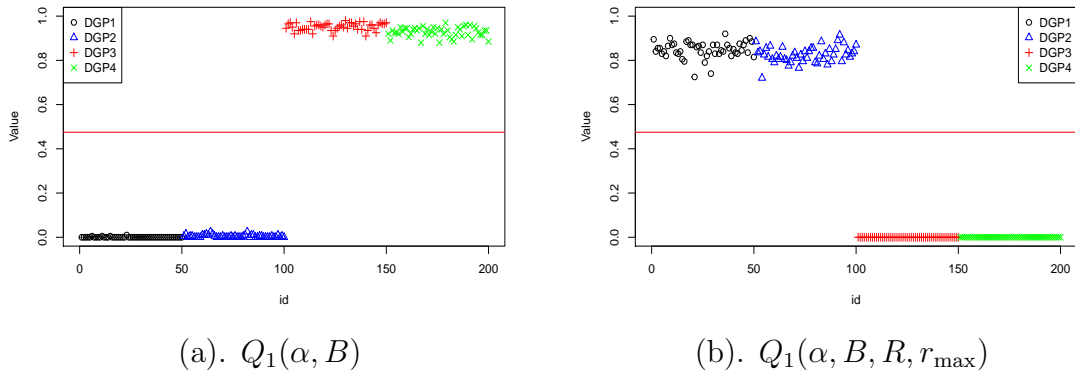 1.0
0.8
0.6
0.4
0.2
0.0
Value
DGP1
DGP2
DGP3
DGP4
0 50 100 150 200
id
(a). Q₁(α, B)
1.0
0.8
0.6
0.4
0.2
0.0
Value
DGP1
DGP2
DGP3
DGP4
0 50 100 150 200
id
(b). Q₁(α, B, R, r_max)